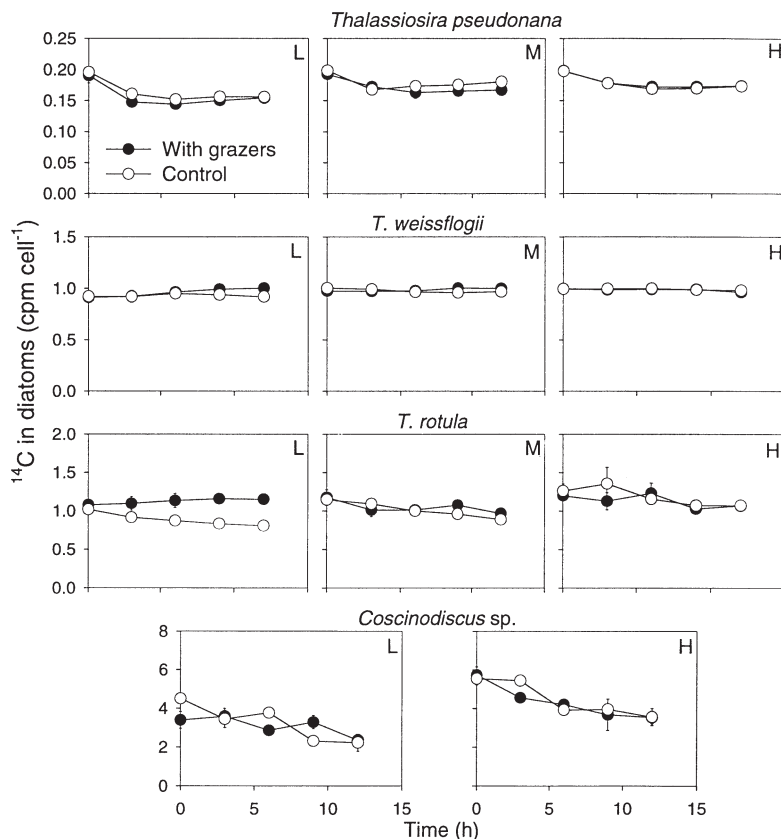 Thalassiosira pseudonana
0.25
0.20
0.15
0.10
0.05
0.00
L
M
H
With grazers
Control
T. weissflogii
1.5
1.0
0.5
0.0
L
M
H
T. rotula
2.0
1.5
1.0
0.5
0.0
L
M
H
Coscinodiscus sp.
8
6
4
2
0
L
H
0 5 10 15
0 5 10 15
Time (h)
¹⁴C in diatoms (cpm cell⁻¹)